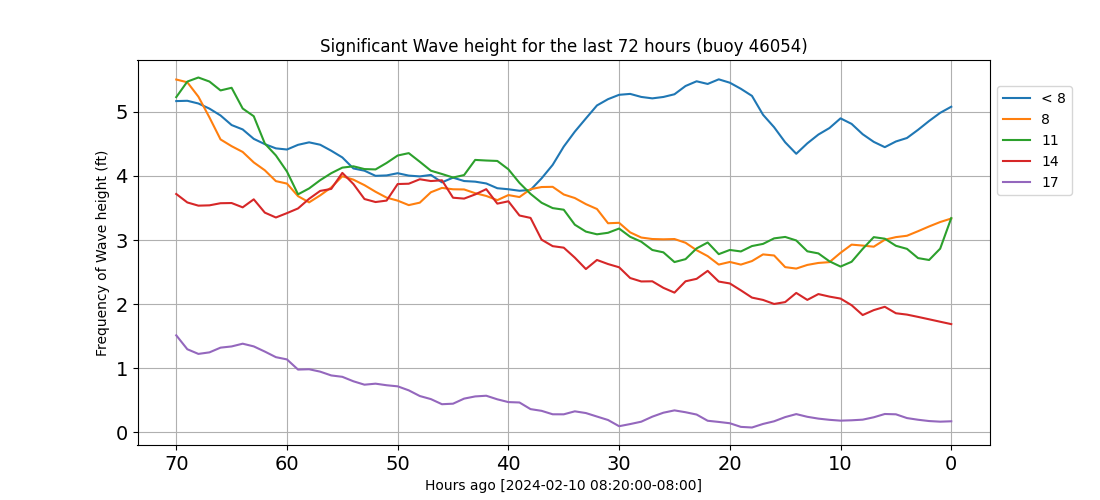 Significant Wave height for the last 72 hours (buoy 46054)
Frequency of Wave height (ft)
5
4
3
2
1
0
70 60 50 40 30 20 10 0
Hours ago [2024-02-10 08:20:00-08:00]
< 8
8
11
14
17